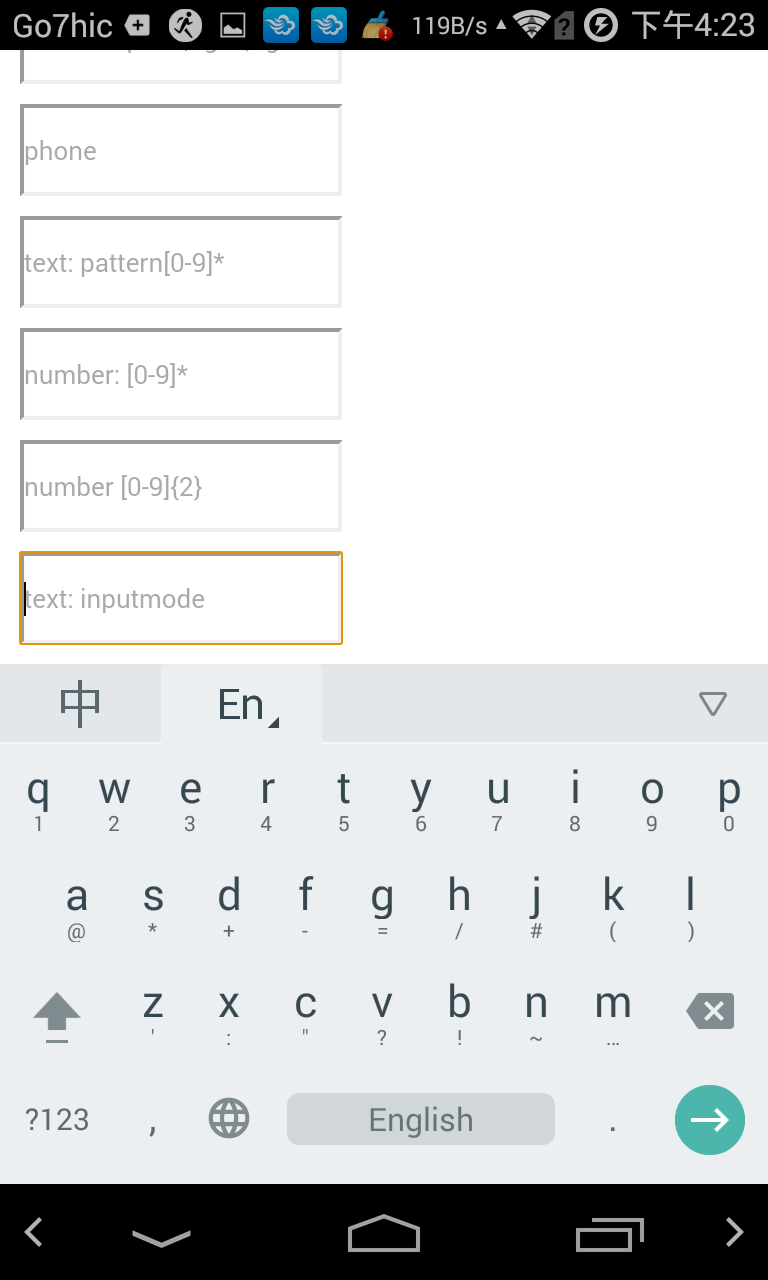 Go7hic 119B/s 下午4:23
phone
text: pattern[0-9]*
number: [0-9]*
number [0-9]{2}
text: inputmode
中 En
q w e r t y u i o p
1 2 3 4 5 6 7 8 9 0
a s d f g h j k l
@ * + - = / # ( )
z x c v b n m
' : " ? ! ~ ...
?123 , English .